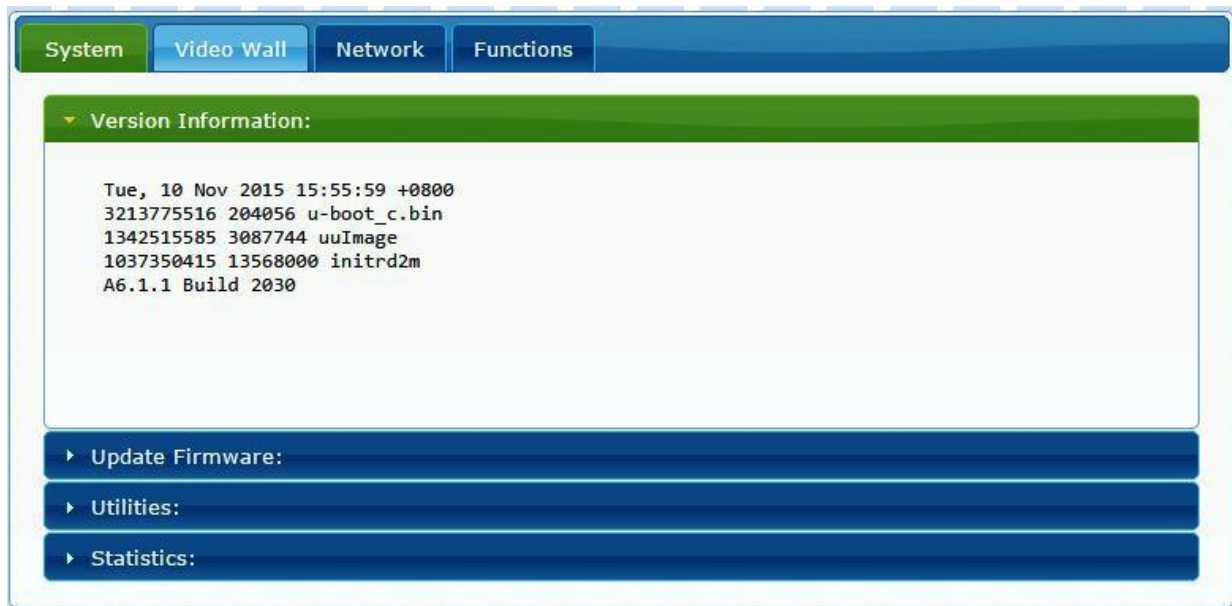 System Video Wall Network Functions
Version Information:
Tue, 10 Nov 2015 15:55:59 +0800
3213775516 204056 u-boot_c.bin
1342515585 3087744 uuImage
1037350415 13568000 initrd2m
A6.1.1 Build 2030
Update Firmware:
Utilities:
Statistics: